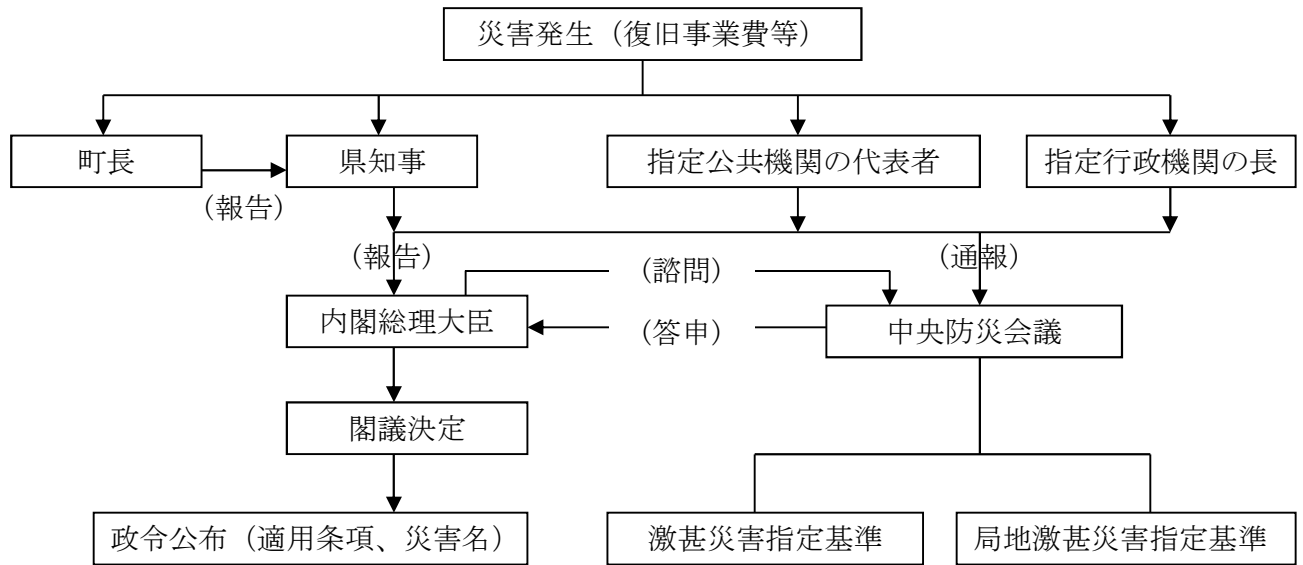 災害発生（復旧事業費等）
町長
県知事
指定公共機関の代表者
指定行政機関の長
（報告）
（報告）
（諮問）
（通報）
内閣総理大臣
（答申）
中央防災会議
閣議決定
政令公布（適用条項、災害名）
激甚災害指定基準
局地激甚災害指定基準